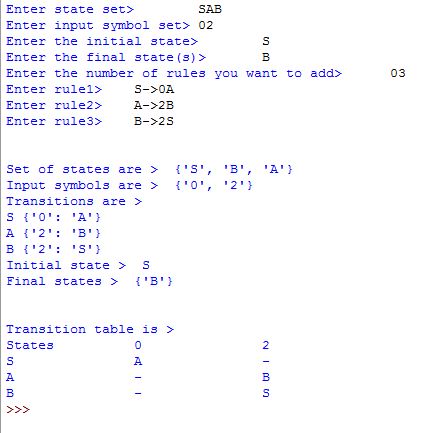 Enter state set>        SAB
Enter input symbol set> 02
Enter the initial state>        S
Enter the final state(s)>       B
Enter the number of rules you want to add>      03
Enter rule1>    S->0A
Enter rule2>    A->2B
Enter rule3>    B->2S
Set of states are >  {'S', 'B', 'A'}
Input symbols are >  {'0', '2'}
Transitions are >
S {'0': 'A'}
A {'2': 'B'}
B {'2': 'S'}
Initial state >  S
Final states >  {'B'}
Transition table is >
States          0               2
S               A               -
A               -               B
B               -               S
>>>